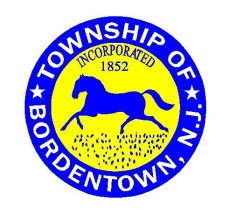 TOWNSHIP OF
INCORPORATED
1852
BORDENTOWN, N.J.